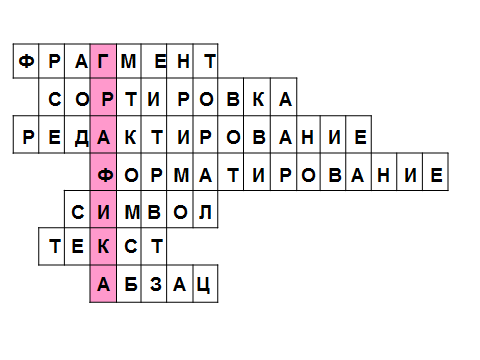 ФРАГМЕНТ
СОРТИРОВКА
РЕДАКТИРОВАНИЕ
ФОРМАТИРОВАНИЕ
СИМВОЛ
ТЕКСТ
АБЗАЦ